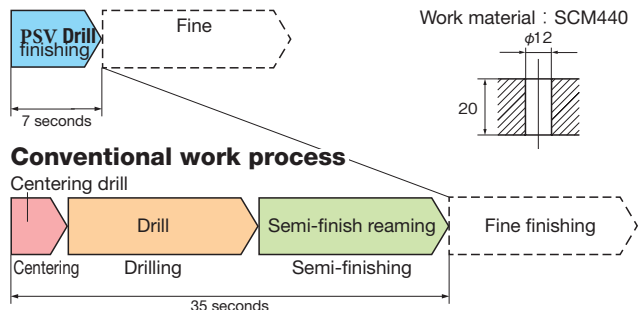 PSV Drill
finishing
Fine
7 seconds
Work material : SCM440
φ12
20
Conventional work process
Centering drill
Drill
Semi-finish reaming
Fine finishing
Centering
Drilling
Semi-finishing
35 seconds